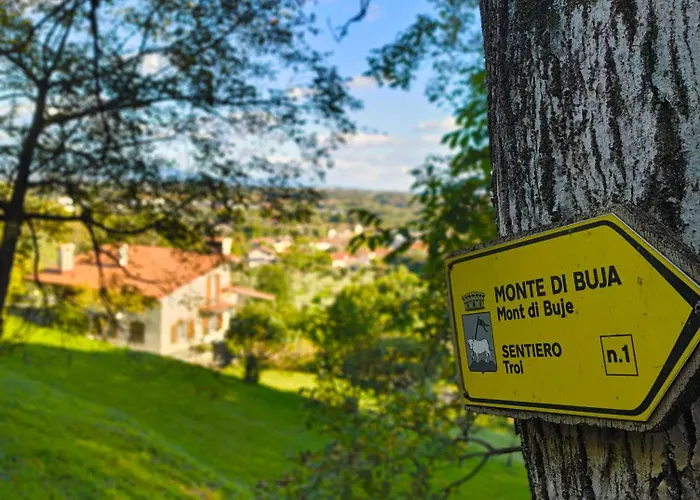 MONTE DI BUJA
Mont di Buje
SENTIERO
Troi
n.1